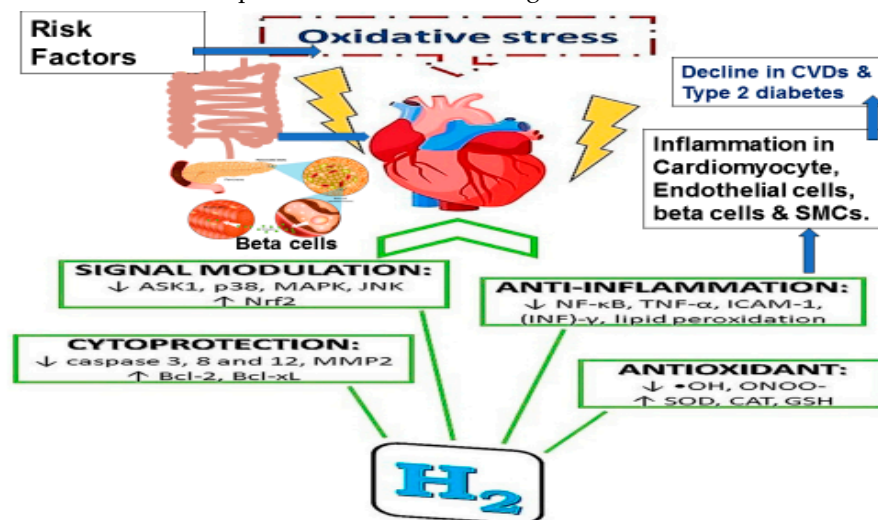 Risk
Factors
Oxidative stress
Decline in CVDs &
Type 2 diabetes
Inflammation in
Cardiomyocyte,
Endothelial cells,
beta cells & SMCs.
Beta cells
SIGNAL MODULATION:
↓ ASK1, p38, MAPK, JNK
↑ Nrf2
ANTI-INFLAMMATION:
↓ NF-κB, TNF-α, ICAM-1,
(INF)-γ, lipid peroxidation
CYTOPROTECTION:
↓ caspase 3, 8 and 12, MMP2
↑ Bcl-2, Bcl-xL
ANTIOXIDANT:
↓ •OH, ONOO-
↑ SOD, CAT, GSH
H2